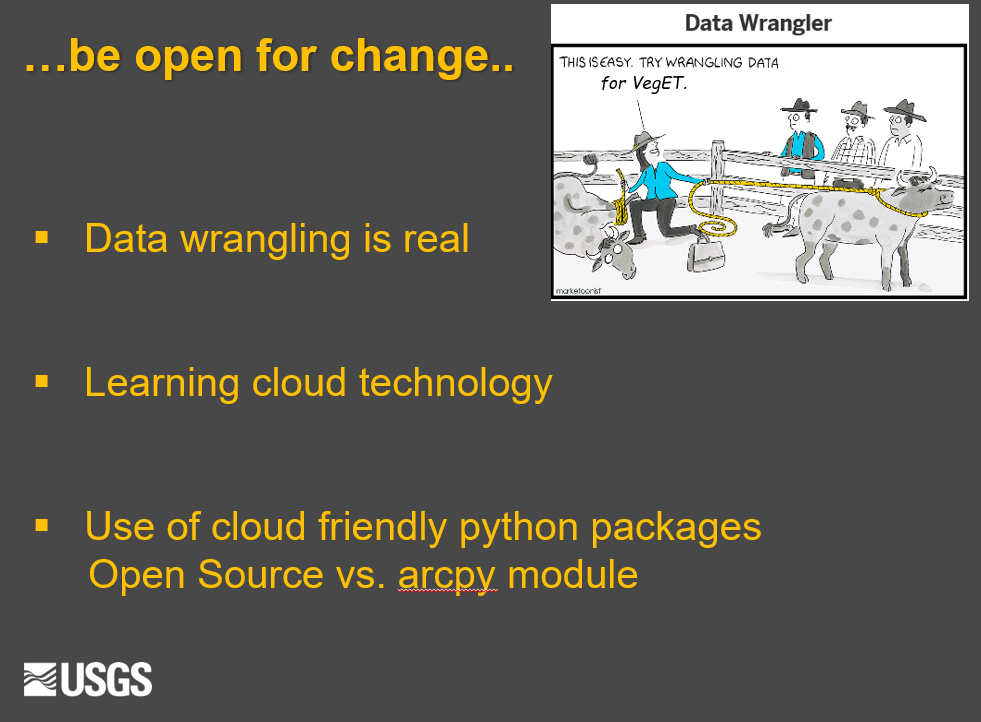 …be open for change..
Data Wrangler
THIS IS EASY. TRY WRANGLING DATA
for VegET.
marketoonist
▪ Data wrangling is real
▪ Learning cloud technology
▪ Use of cloud friendly python packages
Open Source vs. arcpy module
USGS